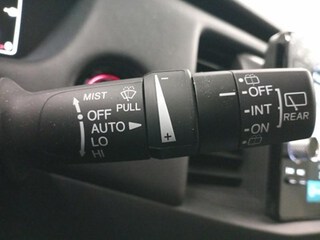 MIST
PULL
OFF
AUTO
LO
HI
-
+
OFF
INT
ON
REAR